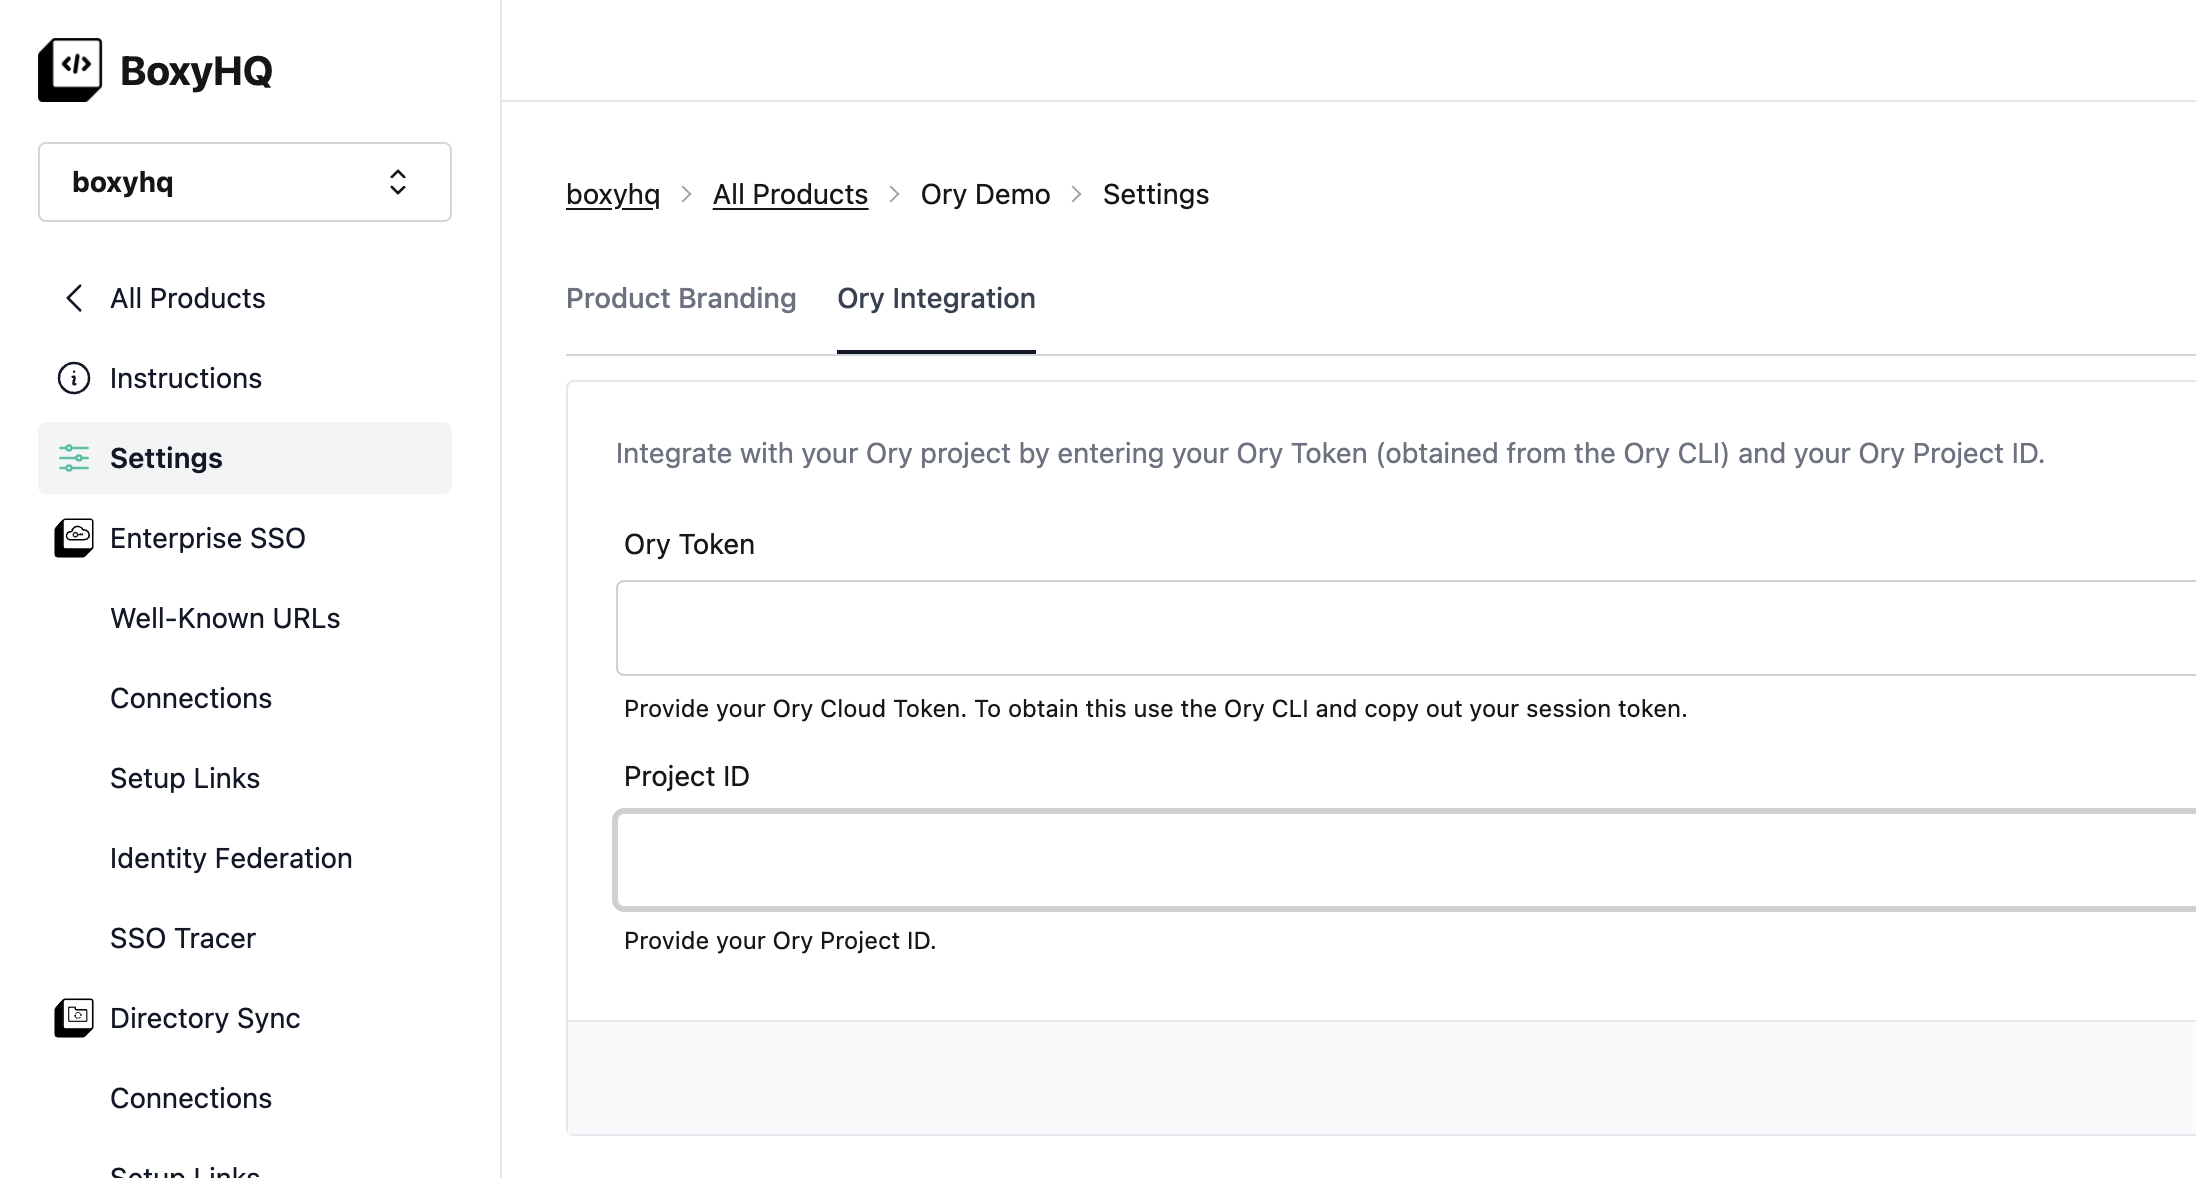 BoxyHQ
boxyhq
All Products
Instructions
Settings
Enterprise SSO
Well-Known URLs
Connections
Setup Links
Identity Federation
SSO Tracer
Directory Sync
Connections
Setup Links
boxyhq > All Products > Ory Demo > Settings
Product Branding Ory Integration
Integrate with your Ory project by entering your Ory Token (obtained from the Ory CLI) and your Ory Project ID.
Ory Token
Provide your Ory Cloud Token. To obtain this use the Ory CLI and copy out your session token.
Project ID
Provide your Ory Project ID.